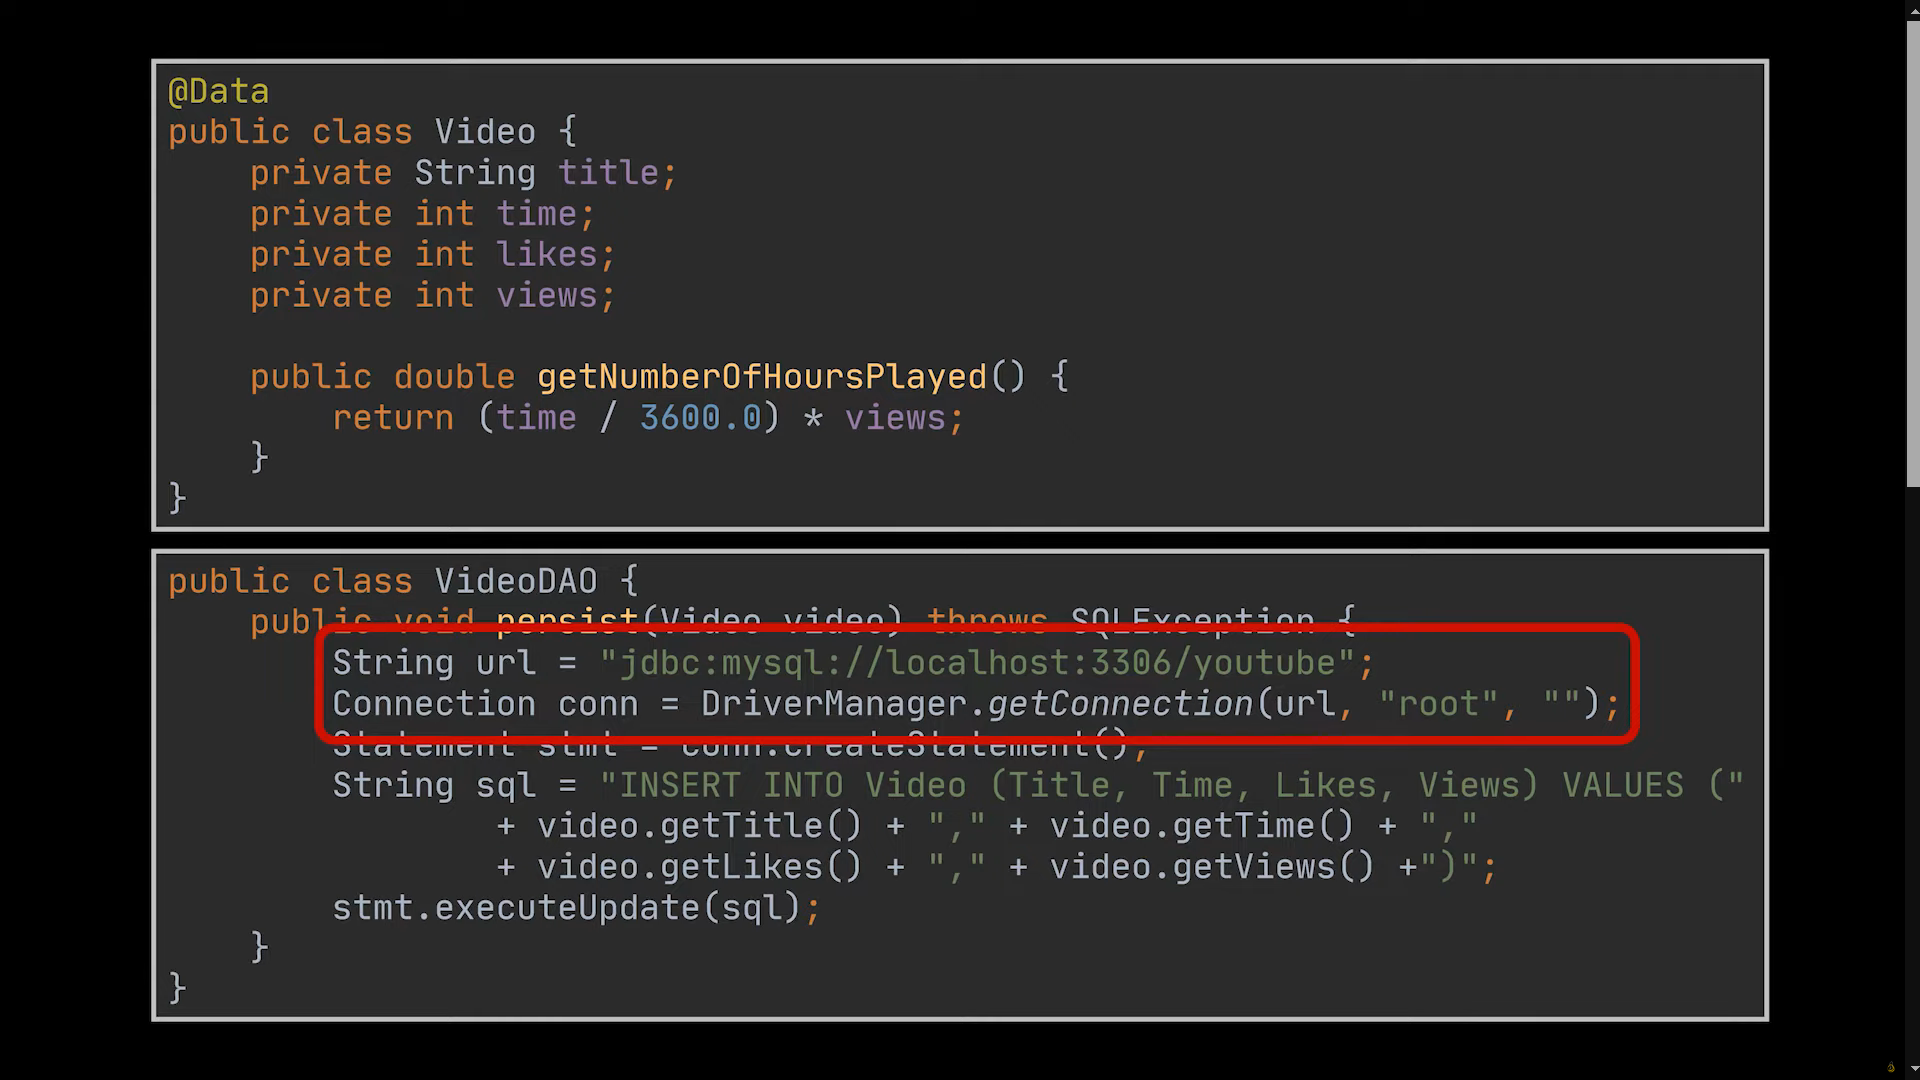 @Data
public class Video {
    private String title;
    private int time;
    private int likes;
    private int views;

    public double getNumberOfHoursPlayed() {
        return (time / 3600.0) * views;
    }
}
public class VideoDAO {
    public void persist(Video video) throws SQLException {
        String url = "jdbc:mysql://localhost:3306/youtube";
        Connection conn = DriverManager.getConnection(url, "root", "");
        Statement stmt = conn.createStatement();
        String sql = "INSERT INTO Video (Title, Time, Likes, Views) VALUES ("
                + video.getTitle() + "," + video.getTime() + ","
                + video.getLikes() + "," + video.getViews() +")";
        stmt.executeUpdate(sql);
    }
}